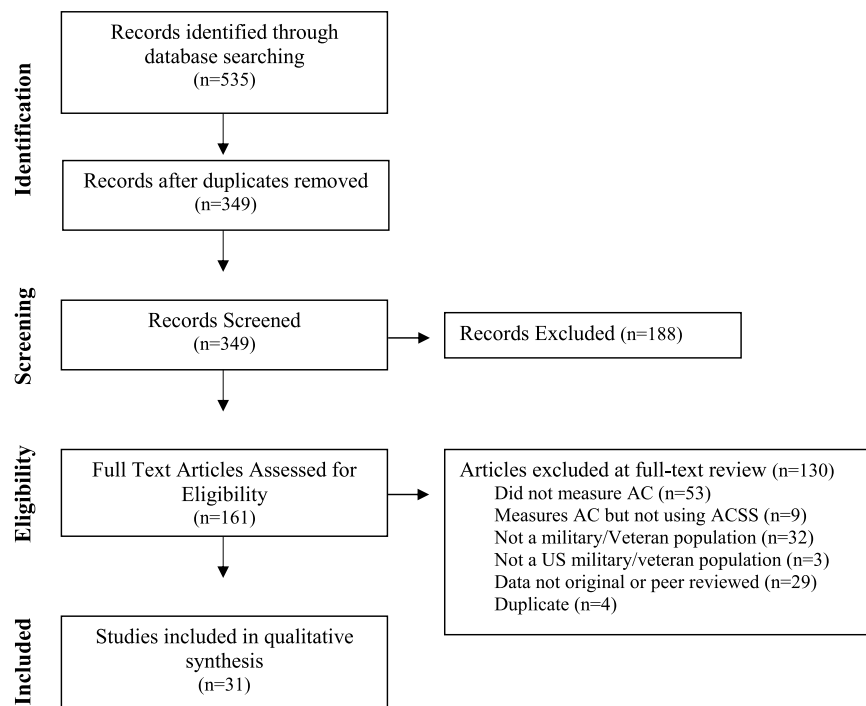 Identification
Records identified through
database searching
(n=535)
Records after duplicates removed
(n=349)
Screening
Records Screened
(n=349)
Records Excluded (n=188)
Eligibility
Full Text Articles Assessed for
Eligibility
(n=161)
Articles excluded at full-text review (n=130)
Did not measure AC (n=53)
Measures AC but not using ACSS (n=9)
Not a military/Veteran population (n=32)
Not a US military/veteran population (n=3)
Data not original or peer reviewed (n=29)
Duplicate (n=4)
Included
Studies included in qualitative
synthesis
(n=31)